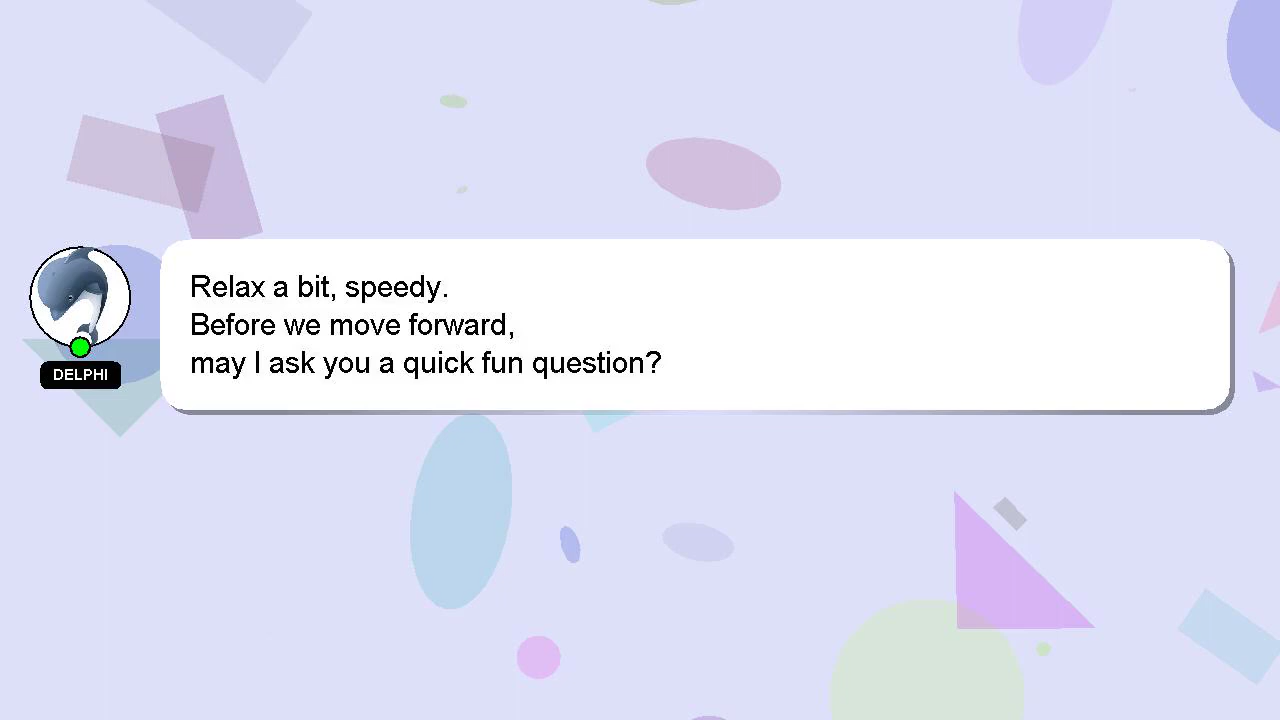 Relax a bit, speedy.
Before we move forward,
may I ask you a quick fun question?
DELPHI